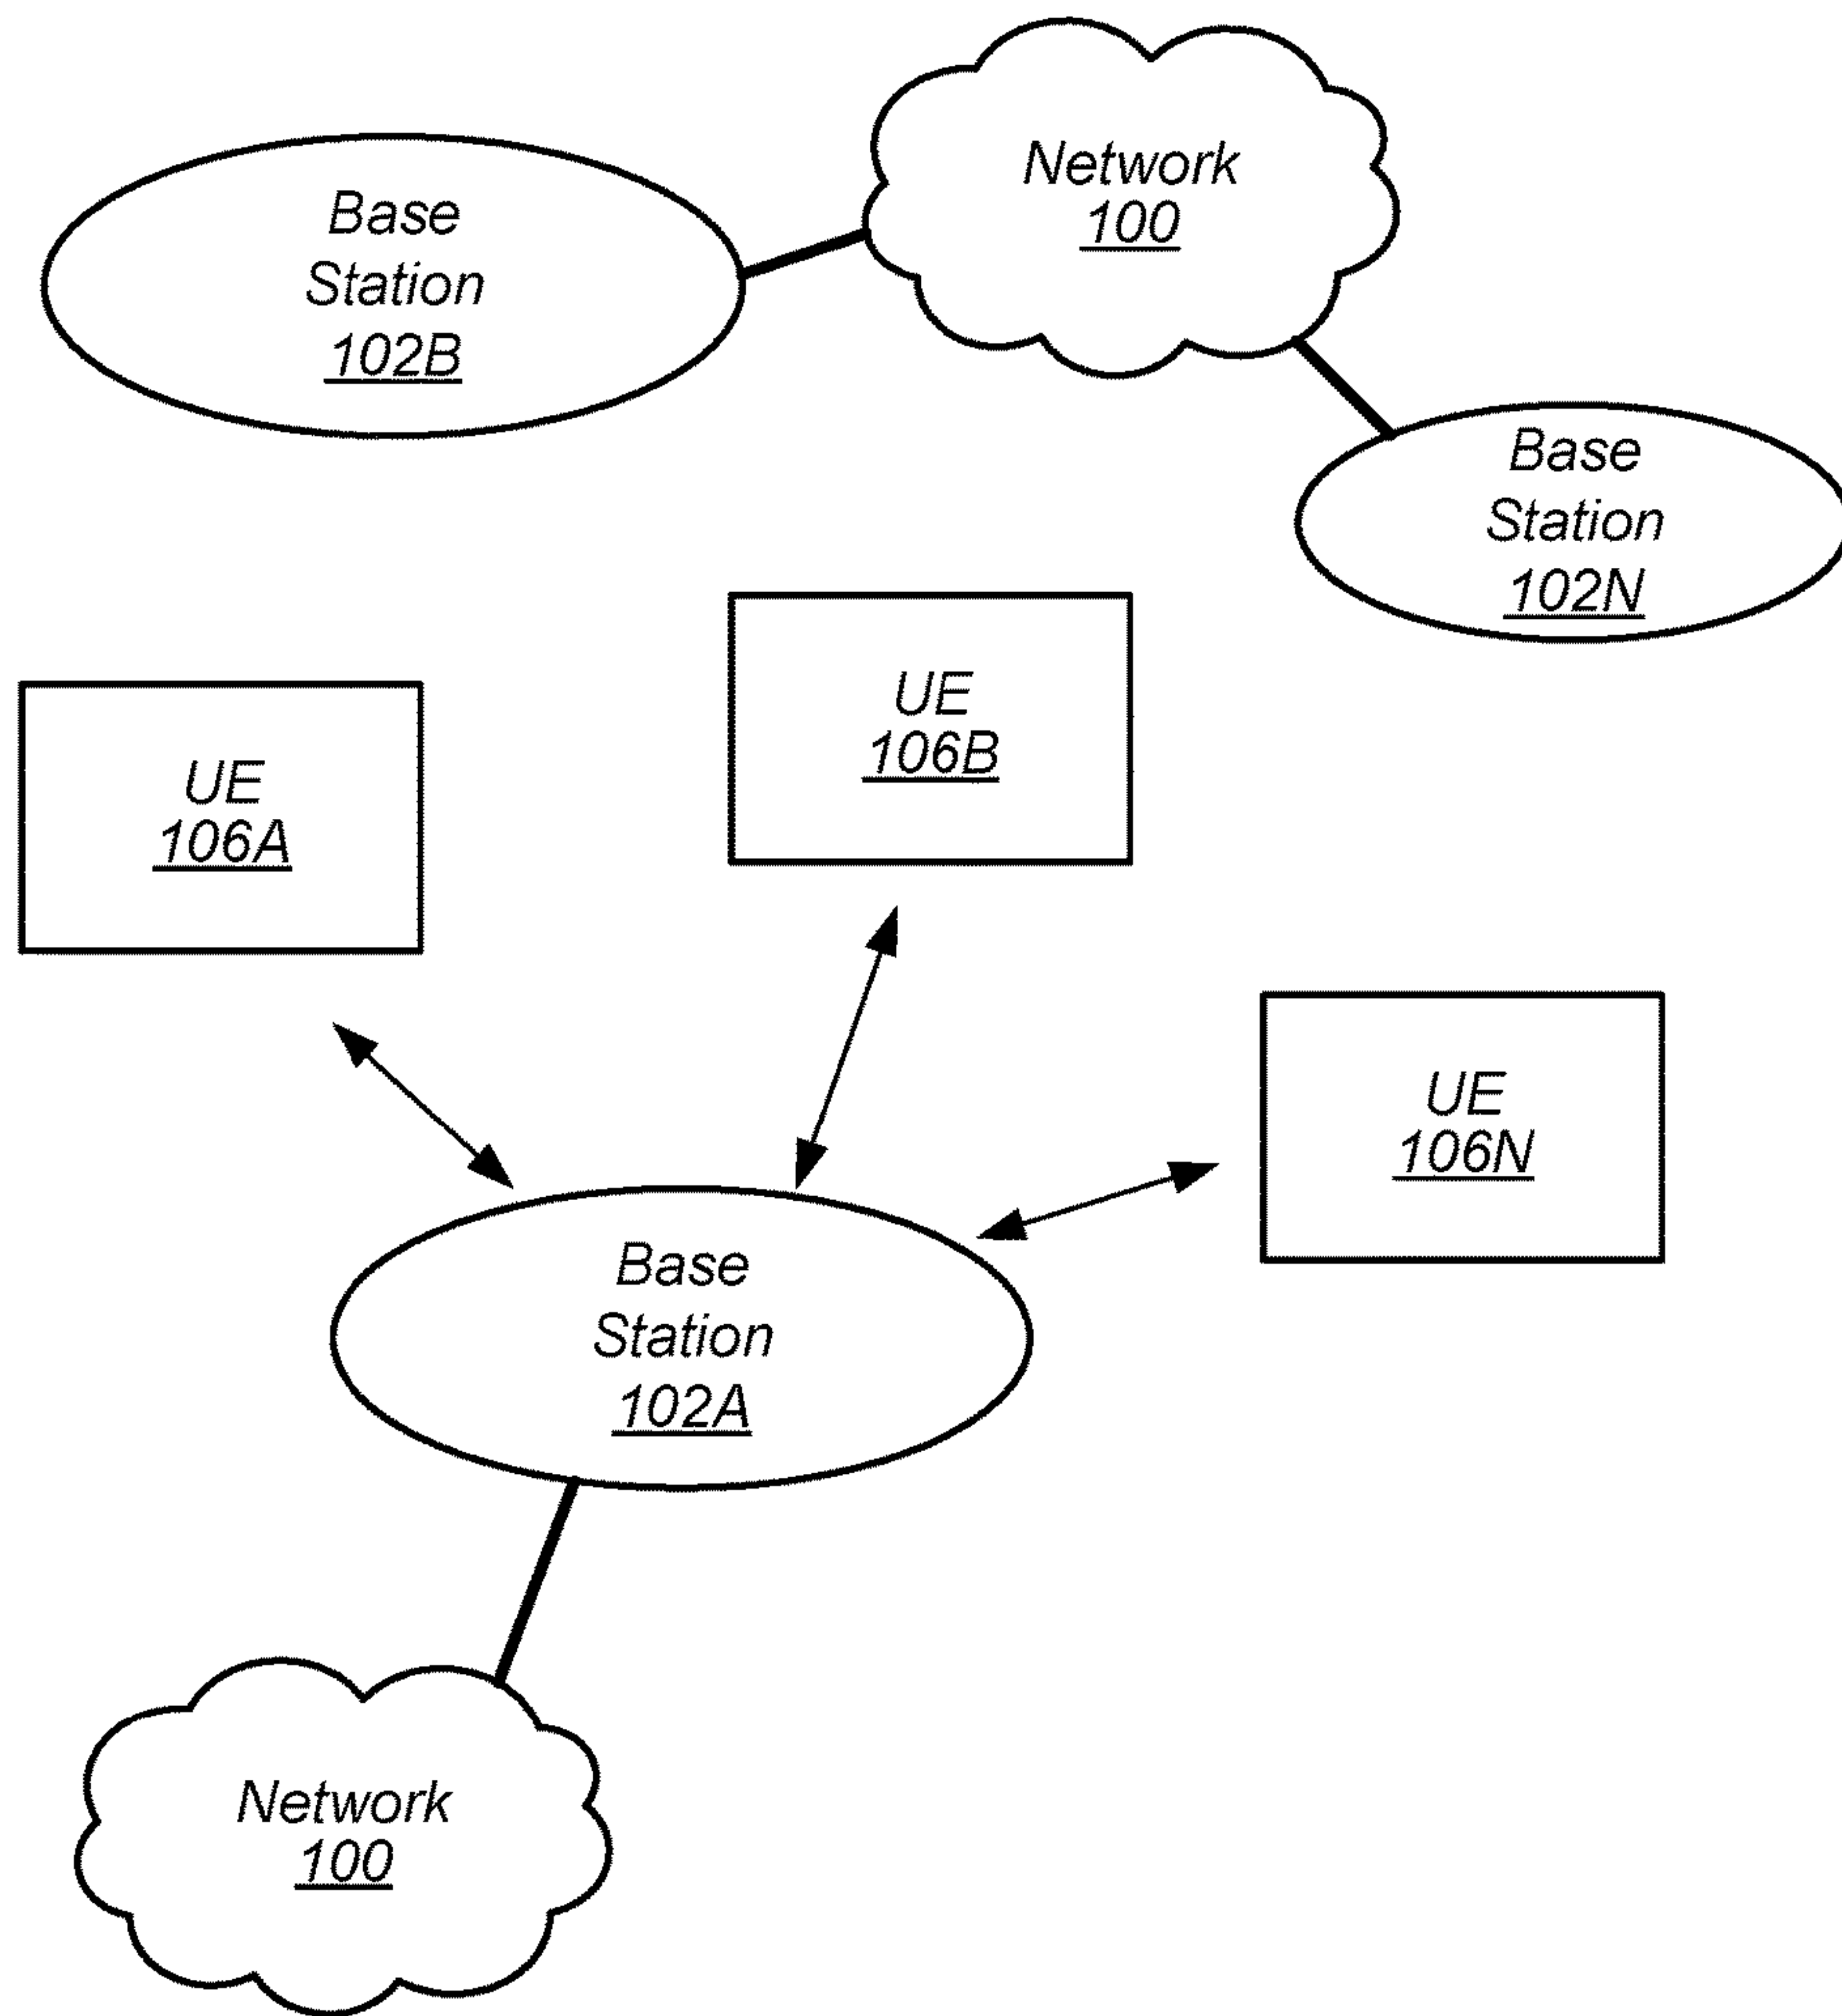 Network
100
Base
Station
102B
Base
Station
102N
UE
106B
UE
106A
UE
106N
Base
Station
102A
Network
100